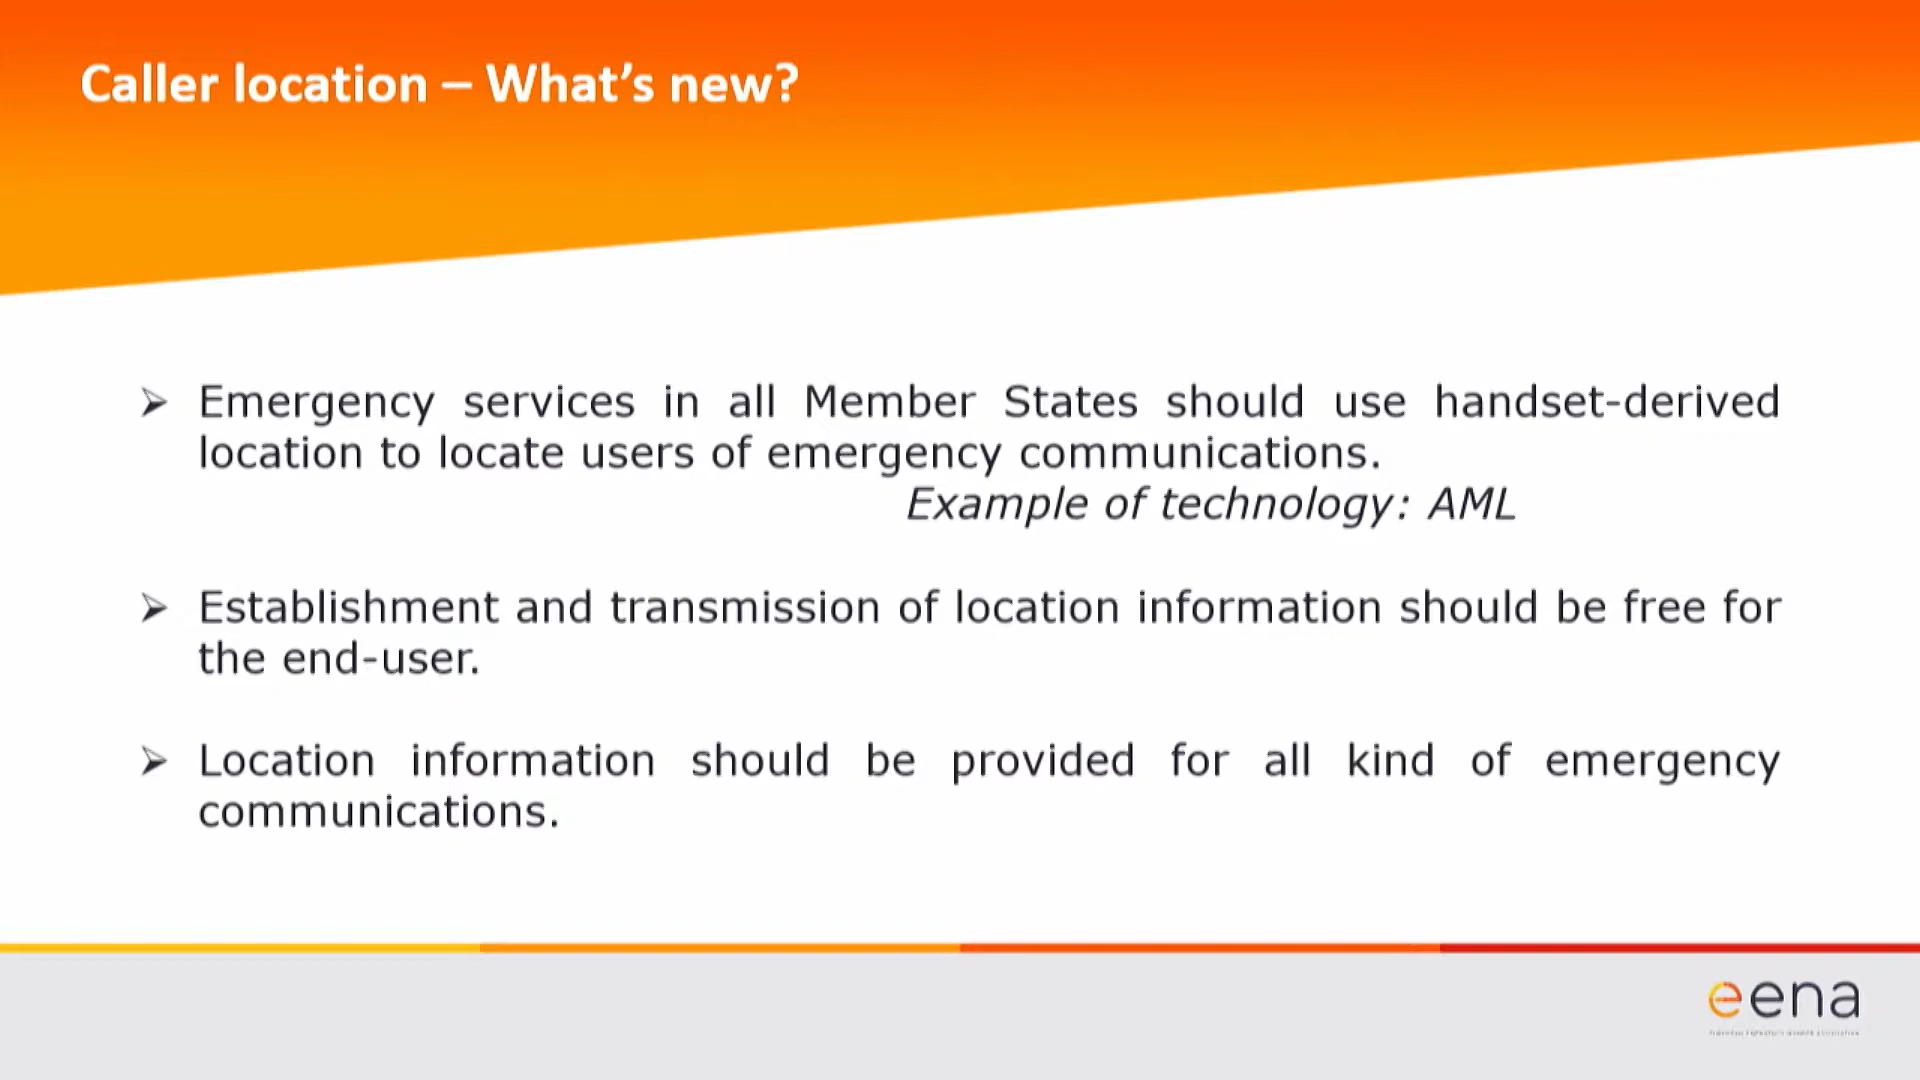 Caller location – What's new?
➢ Emergency services in all Member States should use handset-derived
location to locate users of emergency communications.
Example of technology: AML
➢ Establishment and transmission of location information should be free for
the end-user.
➢ Location information should be provided for all kind of emergency
communications.
eena